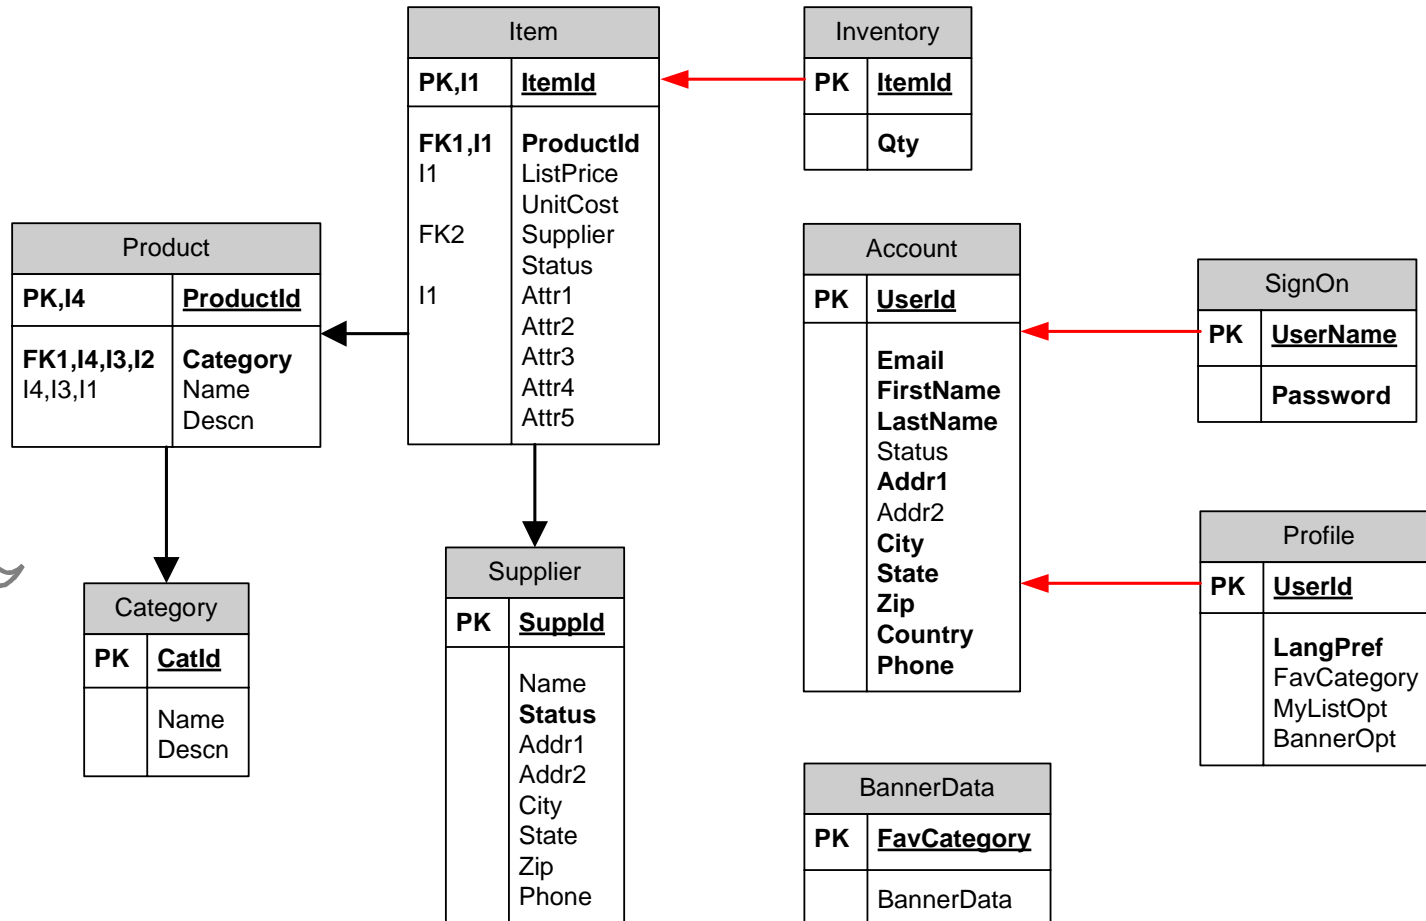 Item
PK,I1 ItemId
FK1,I1 ProductId
I1 ListPrice
UnitCost
FK2 Supplier
Status
I1 Attr1
Attr2
Attr3
Attr4
Attr5
Inventory
PK ItemId
Qty
Product
PK,I4 ProductId
FK1,I4,I3,I2 Category
I4,I3,I1 Name
Descn
Account
PK UserId
Email
FirstName
LastName
Status
Addr1
Addr2
City
State
Zip
Country
Phone
SignOn
PK UserName
Password
Category
PK CatId
Name
Descn
Supplier
PK SuppId
Name
Status
Addr1
Addr2
City
State
Zip
Phone
Profile
PK UserId
LangPref
FavCategory
MyListOpt
BannerOpt
BannerData
PK FavCategory
BannerData